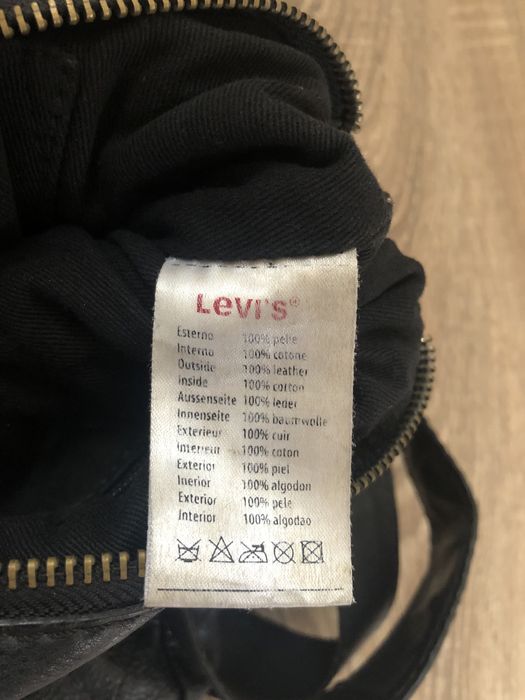 Levi's®
Esterno 100% pelle
Interno 100% cotone
Outside 100% leather
Inside 100% cotton
Aussenseite 100% leder
Innenseite 100% baumwolle
Exterieur 100% cuir
Interieur 100% coton
Exterior 100% piel
Inerior 100% algodon
Exterior 100% pele
Interior 100% algodao